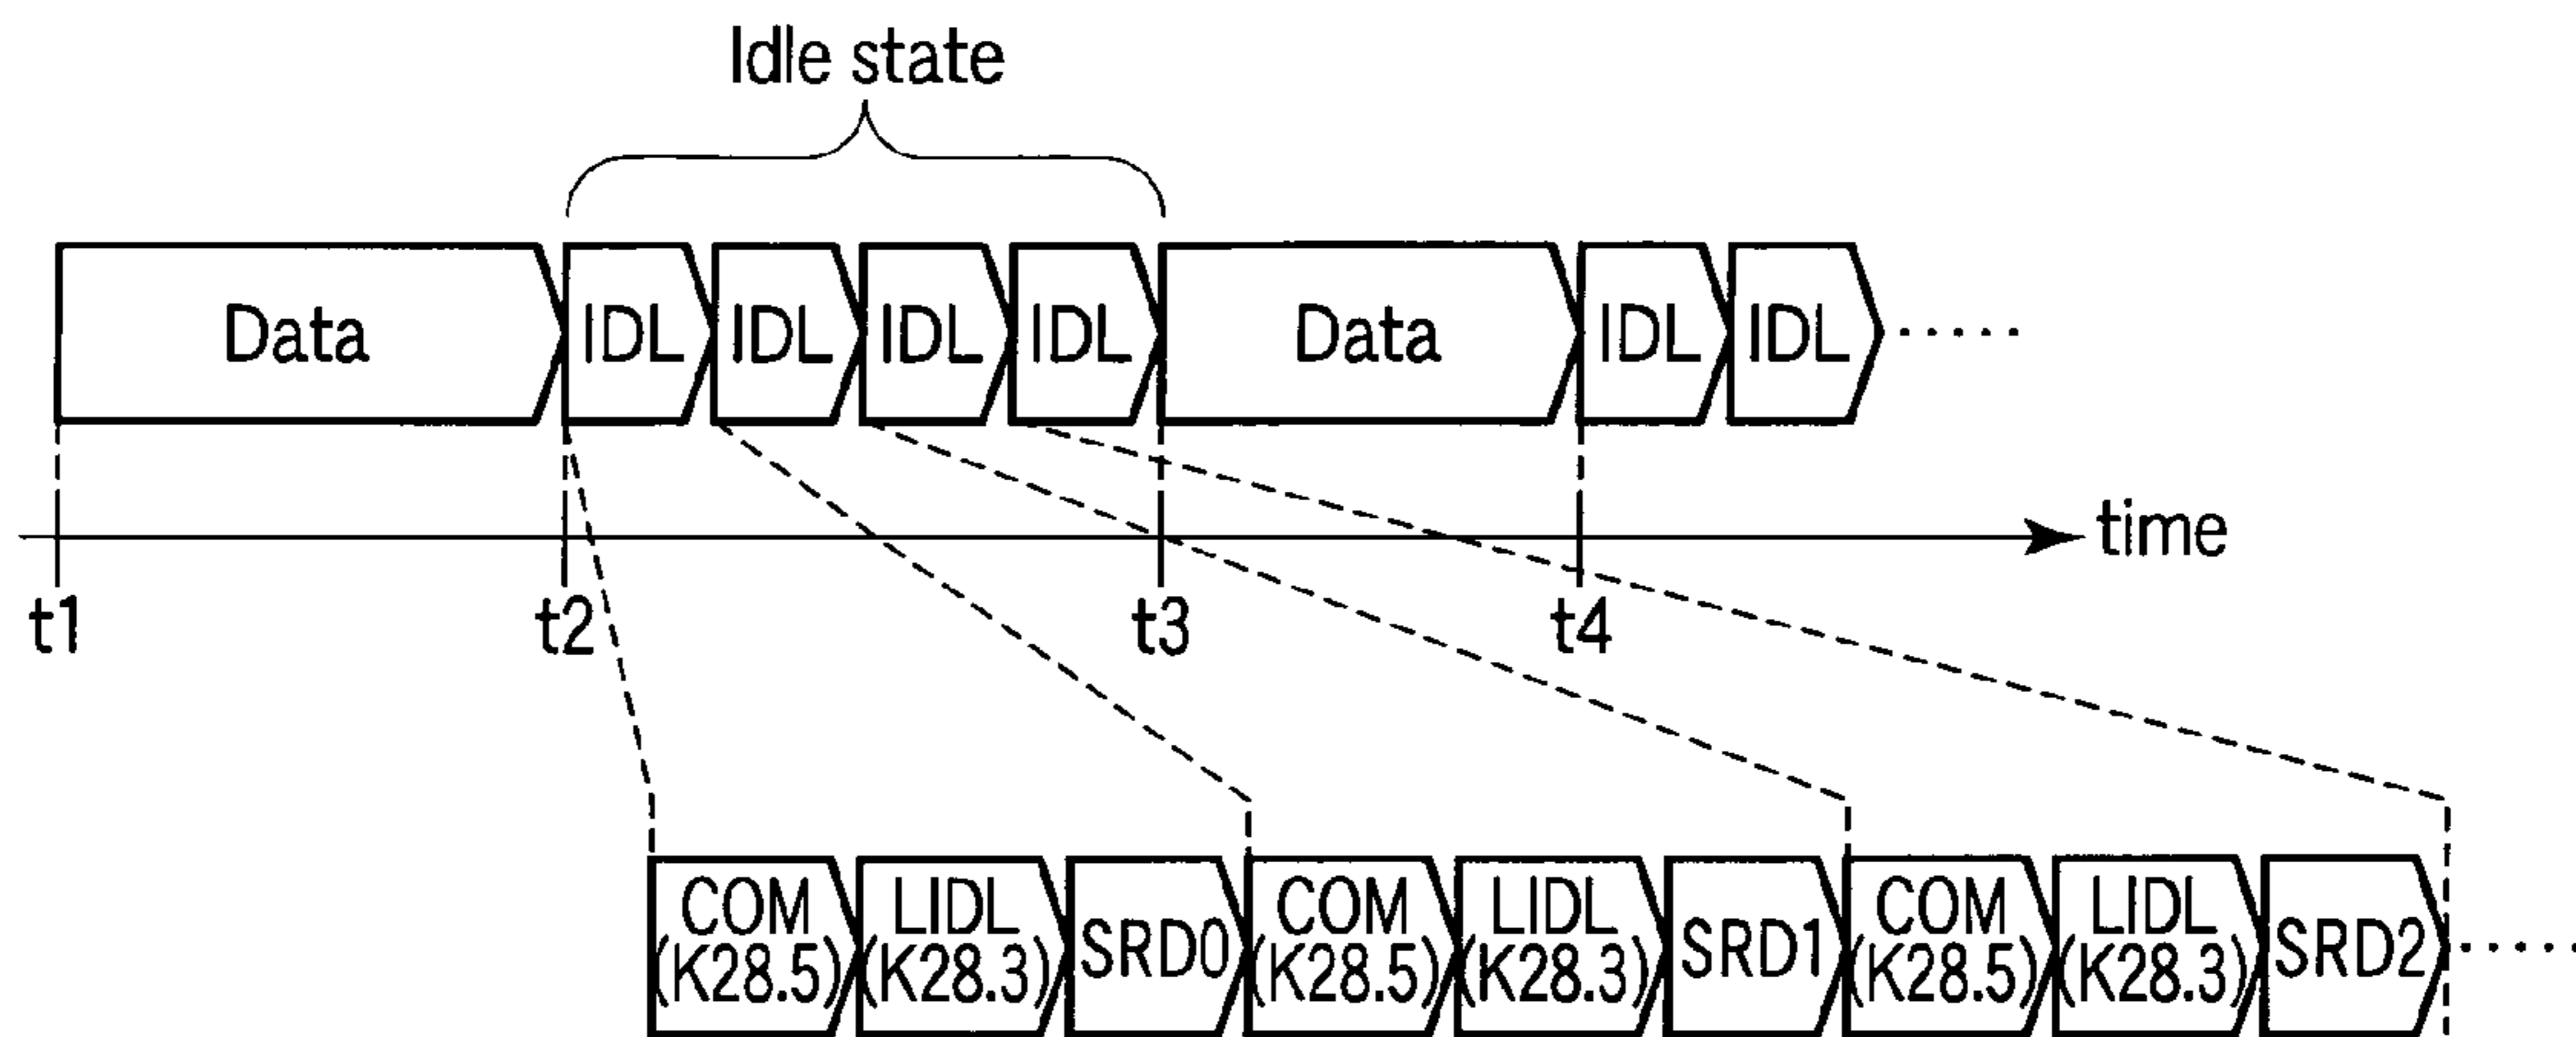 Idle state
Data IDL IDL IDL IDL Data IDL IDL ·····
time
t1 t2 t3 t4
COM LIDL SRD0 COM LIDL SRD1 COM LIDL SRD2 ·····
(K28.5) (K28.3) (K28.5) (K28.3) (K28.5) (K28.3)